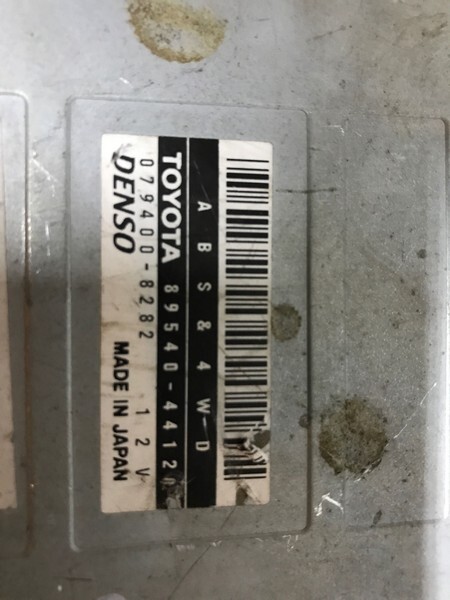 ABS&4WD
TOYOTA 89540-44120
079400-8282 12V
DENSO MADE IN JAPAN